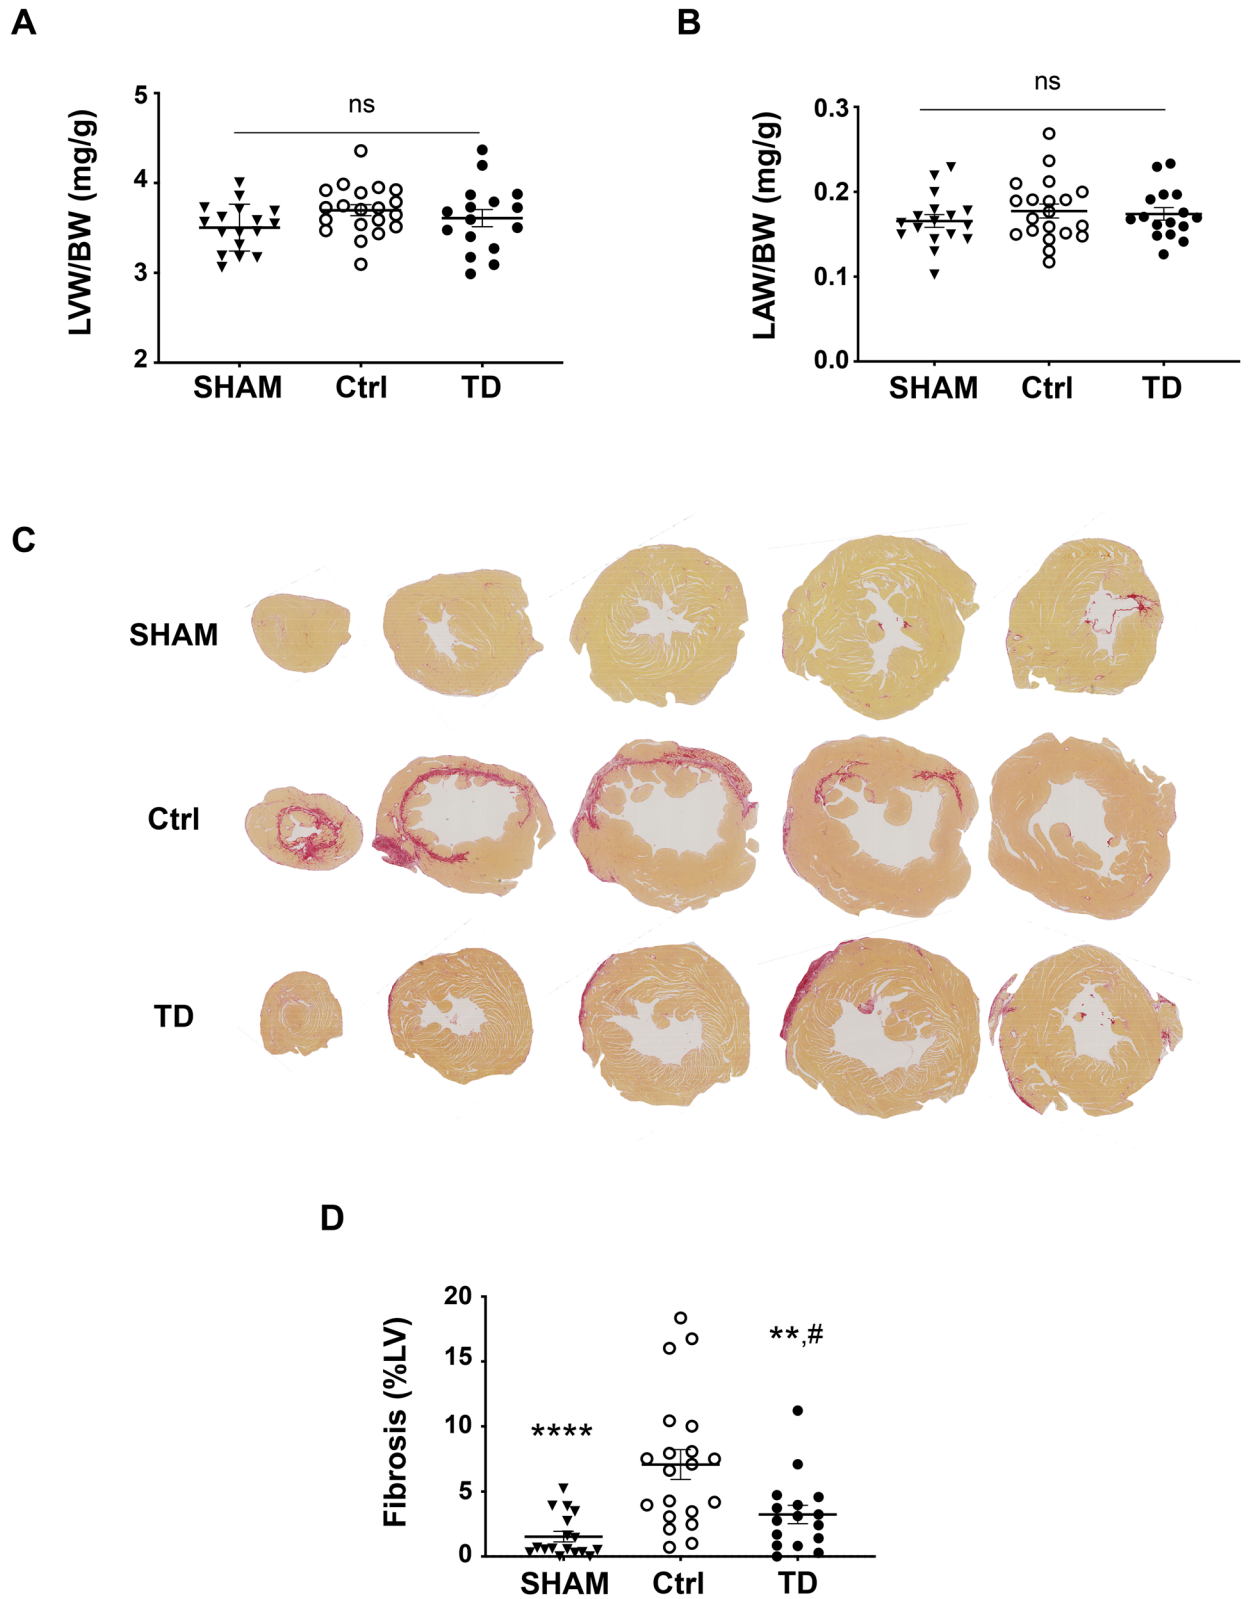 A
LVW/BW (mg/g)
5
4
3
2
ns
SHAM Ctrl TD
B
LAW/BW (mg/g)
0.3
0.2
0.1
0.0
ns
SHAM Ctrl TD
C
SHAM
Ctrl
TD
D
Fibrosis (%LV)
20
15
10
5
0
****
**,#
SHAM Ctrl TD